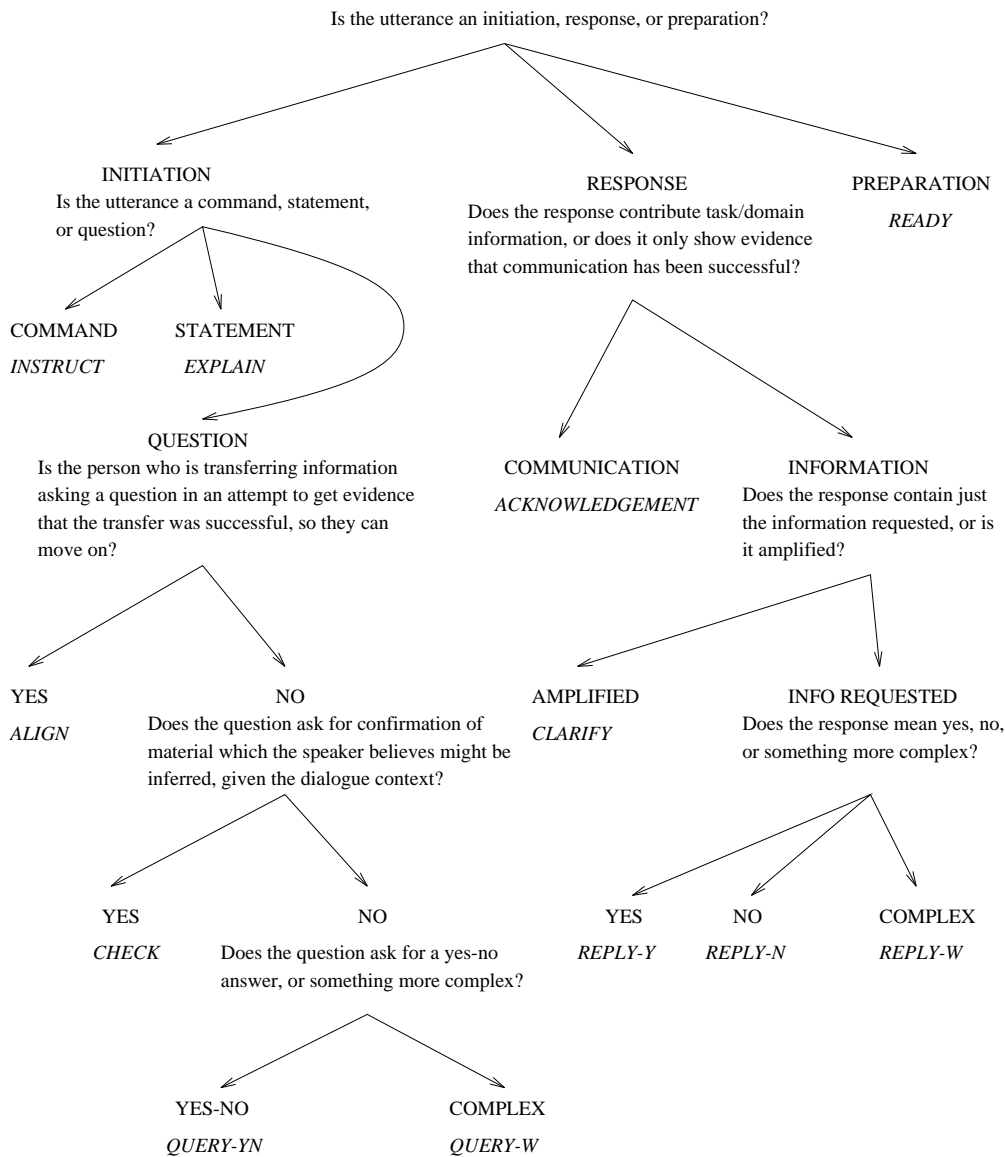 Is the utterance an initiation, response, or preparation?
INITIATION
Is the utterance a command, statement,
or question?
RESPONSE
Does the response contribute task/domain
information, or does it only show evidence
that communication has been successful?
PREPARATION
READY
COMMAND
INSTRUCT
STATEMENT
EXPLAIN
QUESTION
Is the person who is transferring information
asking a question in an attempt to get evidence
that the transfer was successful, so they can
move on?
COMMUNICATION
ACKNOWLEDGEMENT
INFORMATION
Does the response contain just
the information requested, or is
it amplified?
YES
ALIGN
NO
Does the question ask for confirmation of
material which the speaker believes might be
inferred, given the dialogue context?
AMPLIFIED
CLARIFY
INFO REQUESTED
Does the response mean yes, no,
or something more complex?
YES
CHECK
NO
Does the question ask for a yes-no
answer, or something more complex?
YES
REPLY-Y
NO
REPLY-N
COMPLEX
REPLY-W
YES-NO
QUERY-YN
COMPLEX
QUERY-W